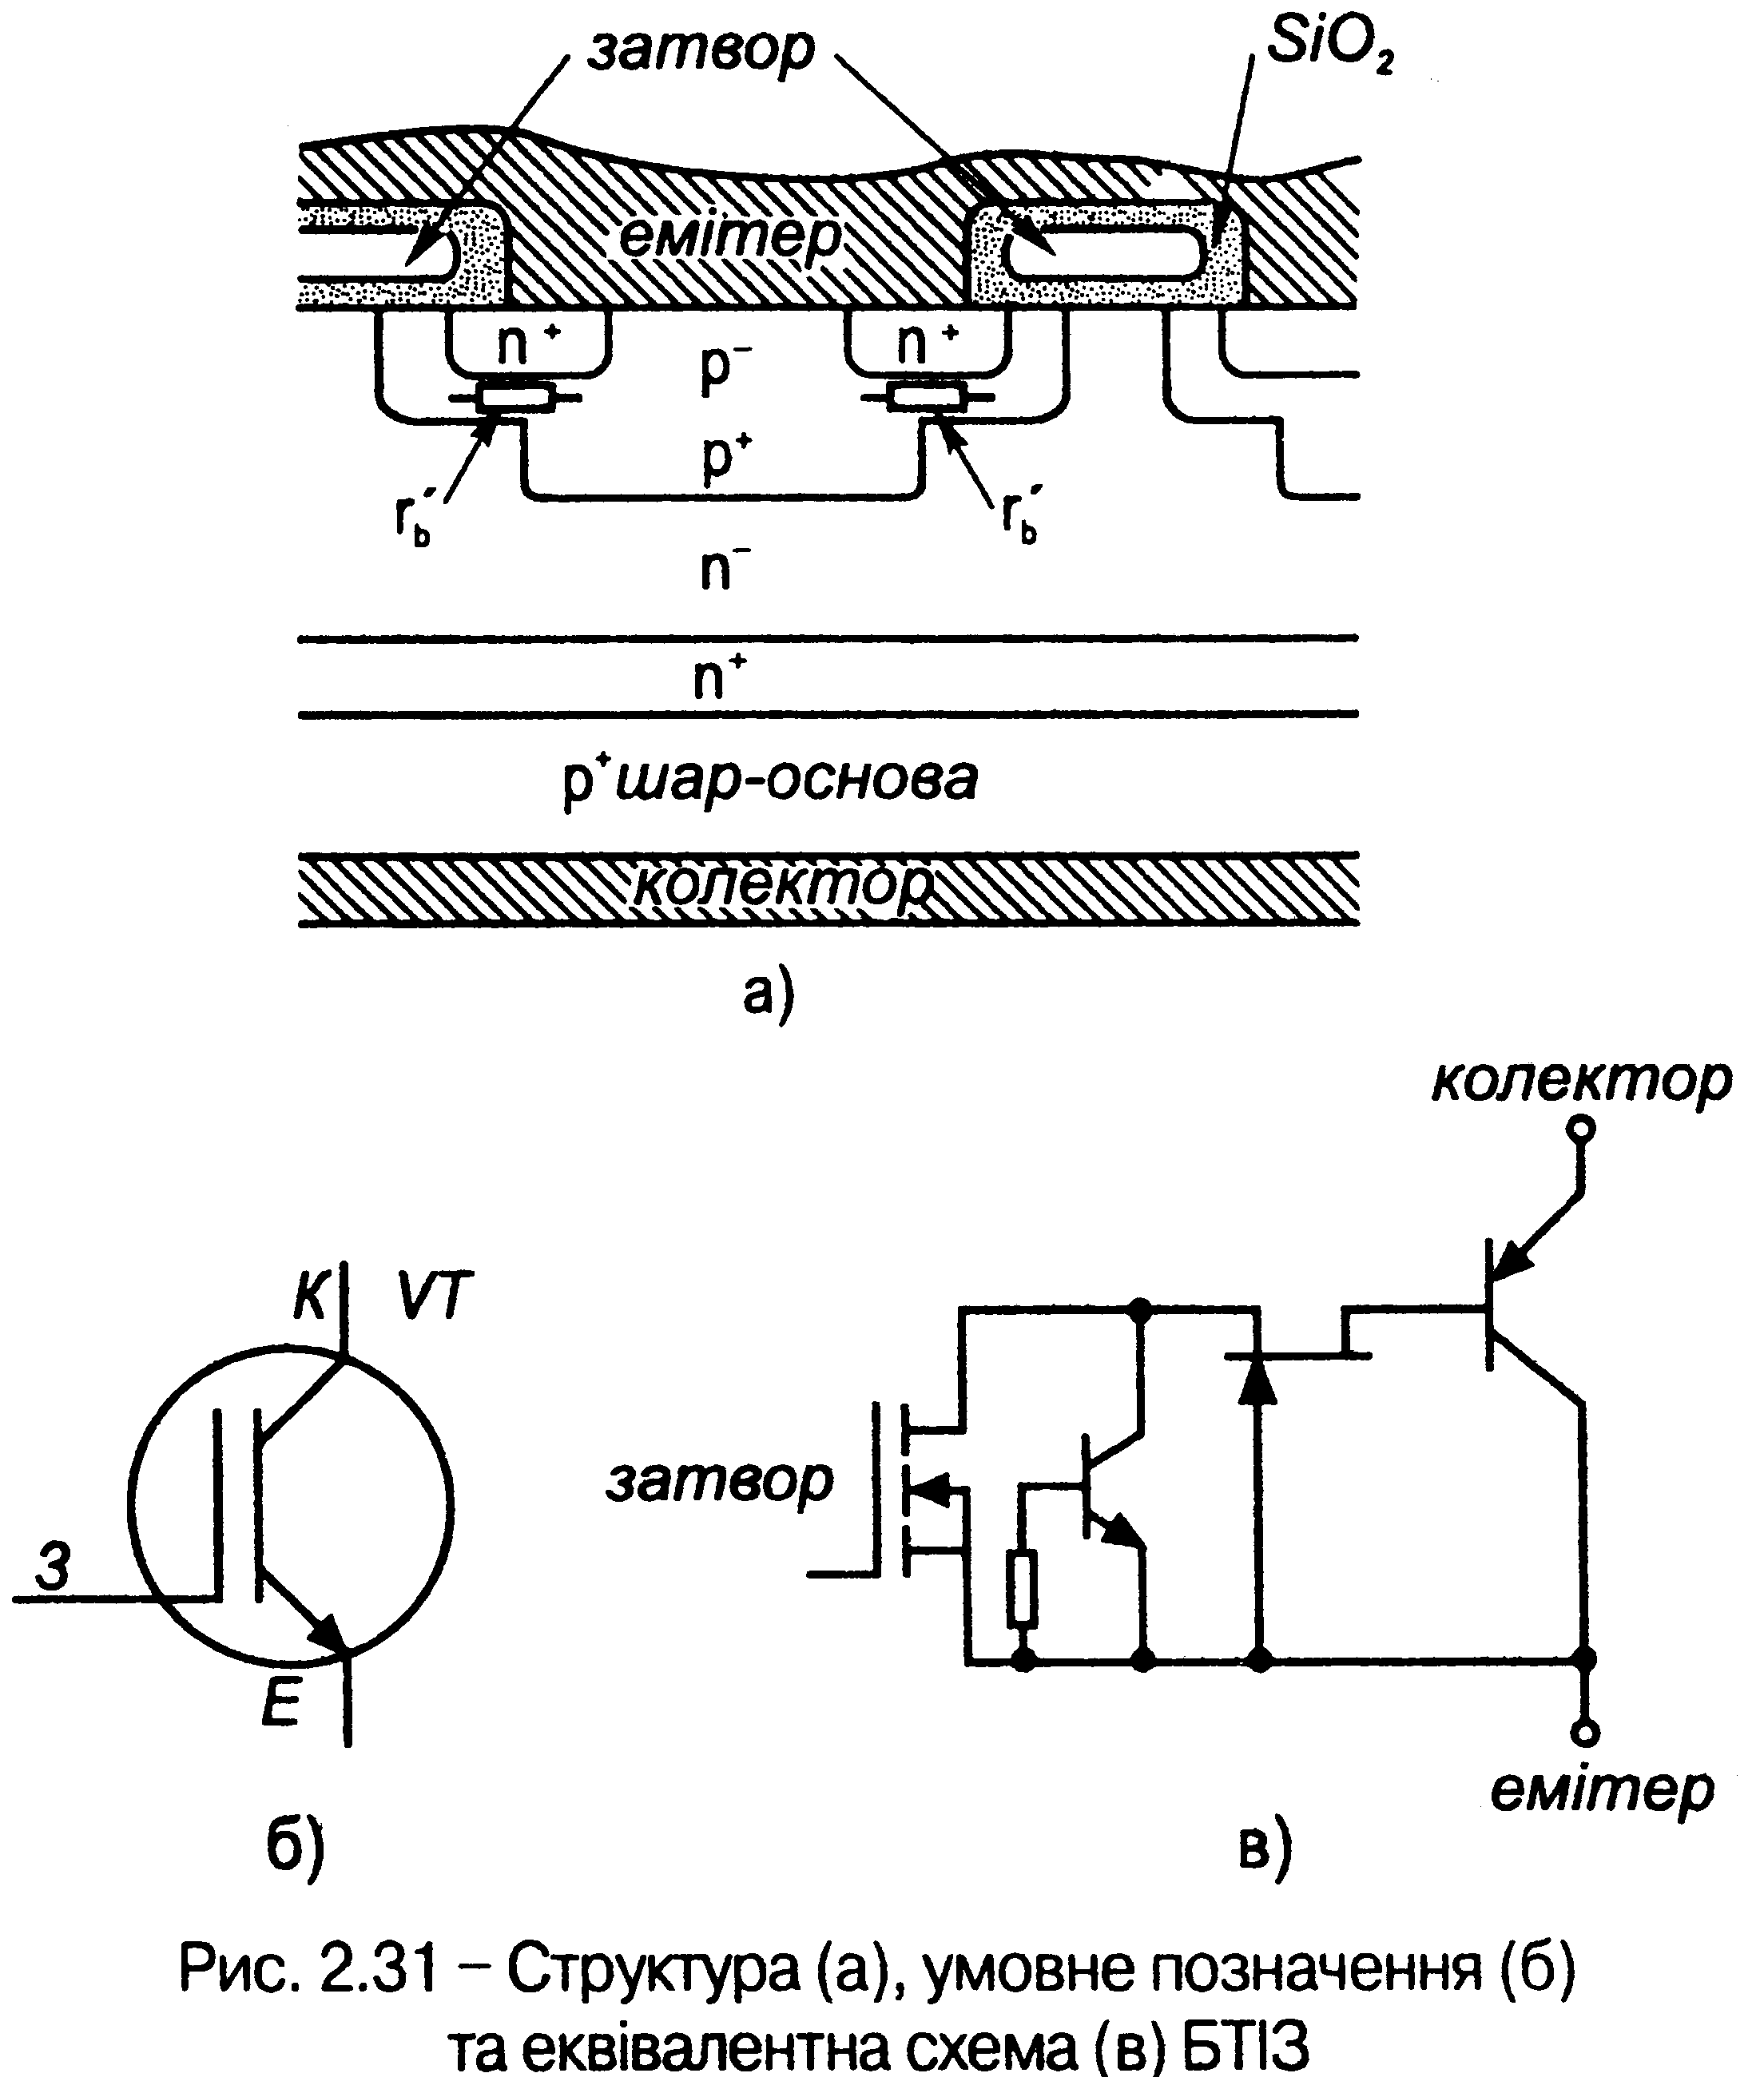 затвор SiO₂
емітер
n⁺ p⁻ n⁺
p⁺
r′b r′b
n⁻
n⁺
p⁺шар-основа
колектор
а)
колектор
К VT
затвор
З
Е
емітер
б) в)
Рис. 2.31 – Структура (а), умовне позначення (б)
та еквівалентна схема (в) БТІЗ